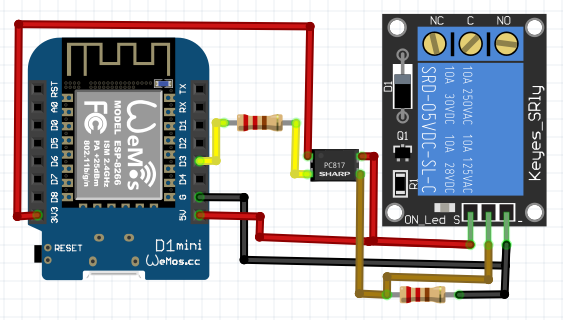 NC C NO
RST
A0
D0
D5
D6
D7
D8
3V3
TX
RX
D1
D2
D3
D4
G
5V
WeMos
MODEL ESP-8266
FC
ISM 2.4GHz
PA +25dBm
802.11b/g/n
RESET
D1mini
WeMos.cc
PC817
SHARP
D1
Q1
R1
SRD-05VDC-SL-C
10A 250VAC 10A 125VAC
10A 30VDC 10A 28VDC
Keyes_SRly
ON_Led S -